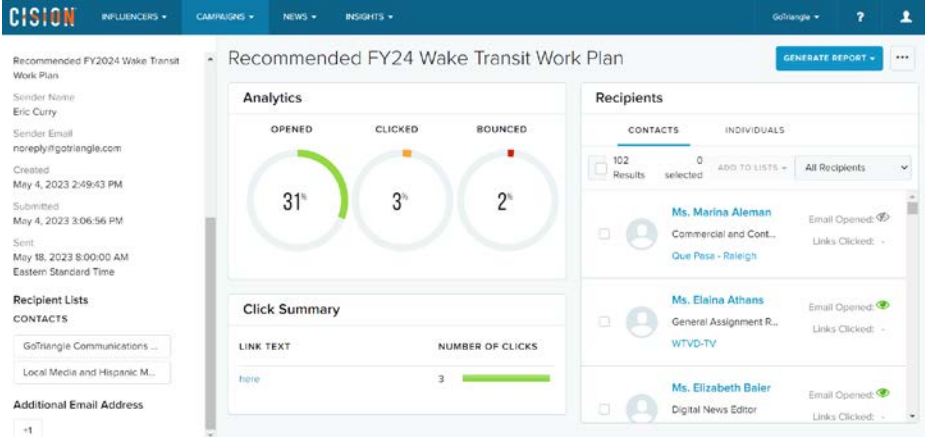 CISION
INFLUENCERS
CAMPAIGNS
NEWS
INSIGHTS
GoTriangle
?
Recommended FY2024 Wake Transit
Work Plan
Sender Name
Eric Curry
Sender Email
noreply@gotriangle.com
Created
May 4, 2023 2:49:43 PM
Submitted
May 4, 2023 3:06:56 PM
Sent
May 18, 2023 8:00:00 AM
Eastern Standard Time
Recipient Lists
CONTACTS
GoTriangle Communications ...
Local Media and Hispanic M...
Additional Email Address
+1
Recommended FY24 Wake Transit Work Plan
GENERATE REPORT
...
Analytics
OPENED CLICKED BOUNCED
31% 3% 2%
Click Summary
LINK TEXT NUMBER OF CLICKS
here 3
Recipients
CONTACTS INDIVIDUALS
102 Results 0 selected ADD TO LISTS All Recipients
Ms. Marina Aleman
Commercial and Cont...
Que Pasa - Raleigh
Email Opened:
Links Clicked: -
Ms. Elaina Athans
General Assignment R...
WTVD-TV
Email Opened:
Links Clicked: -
Ms. Elizabeth Baier
Digital News Editor
Email Opened:
Links Clicked: -